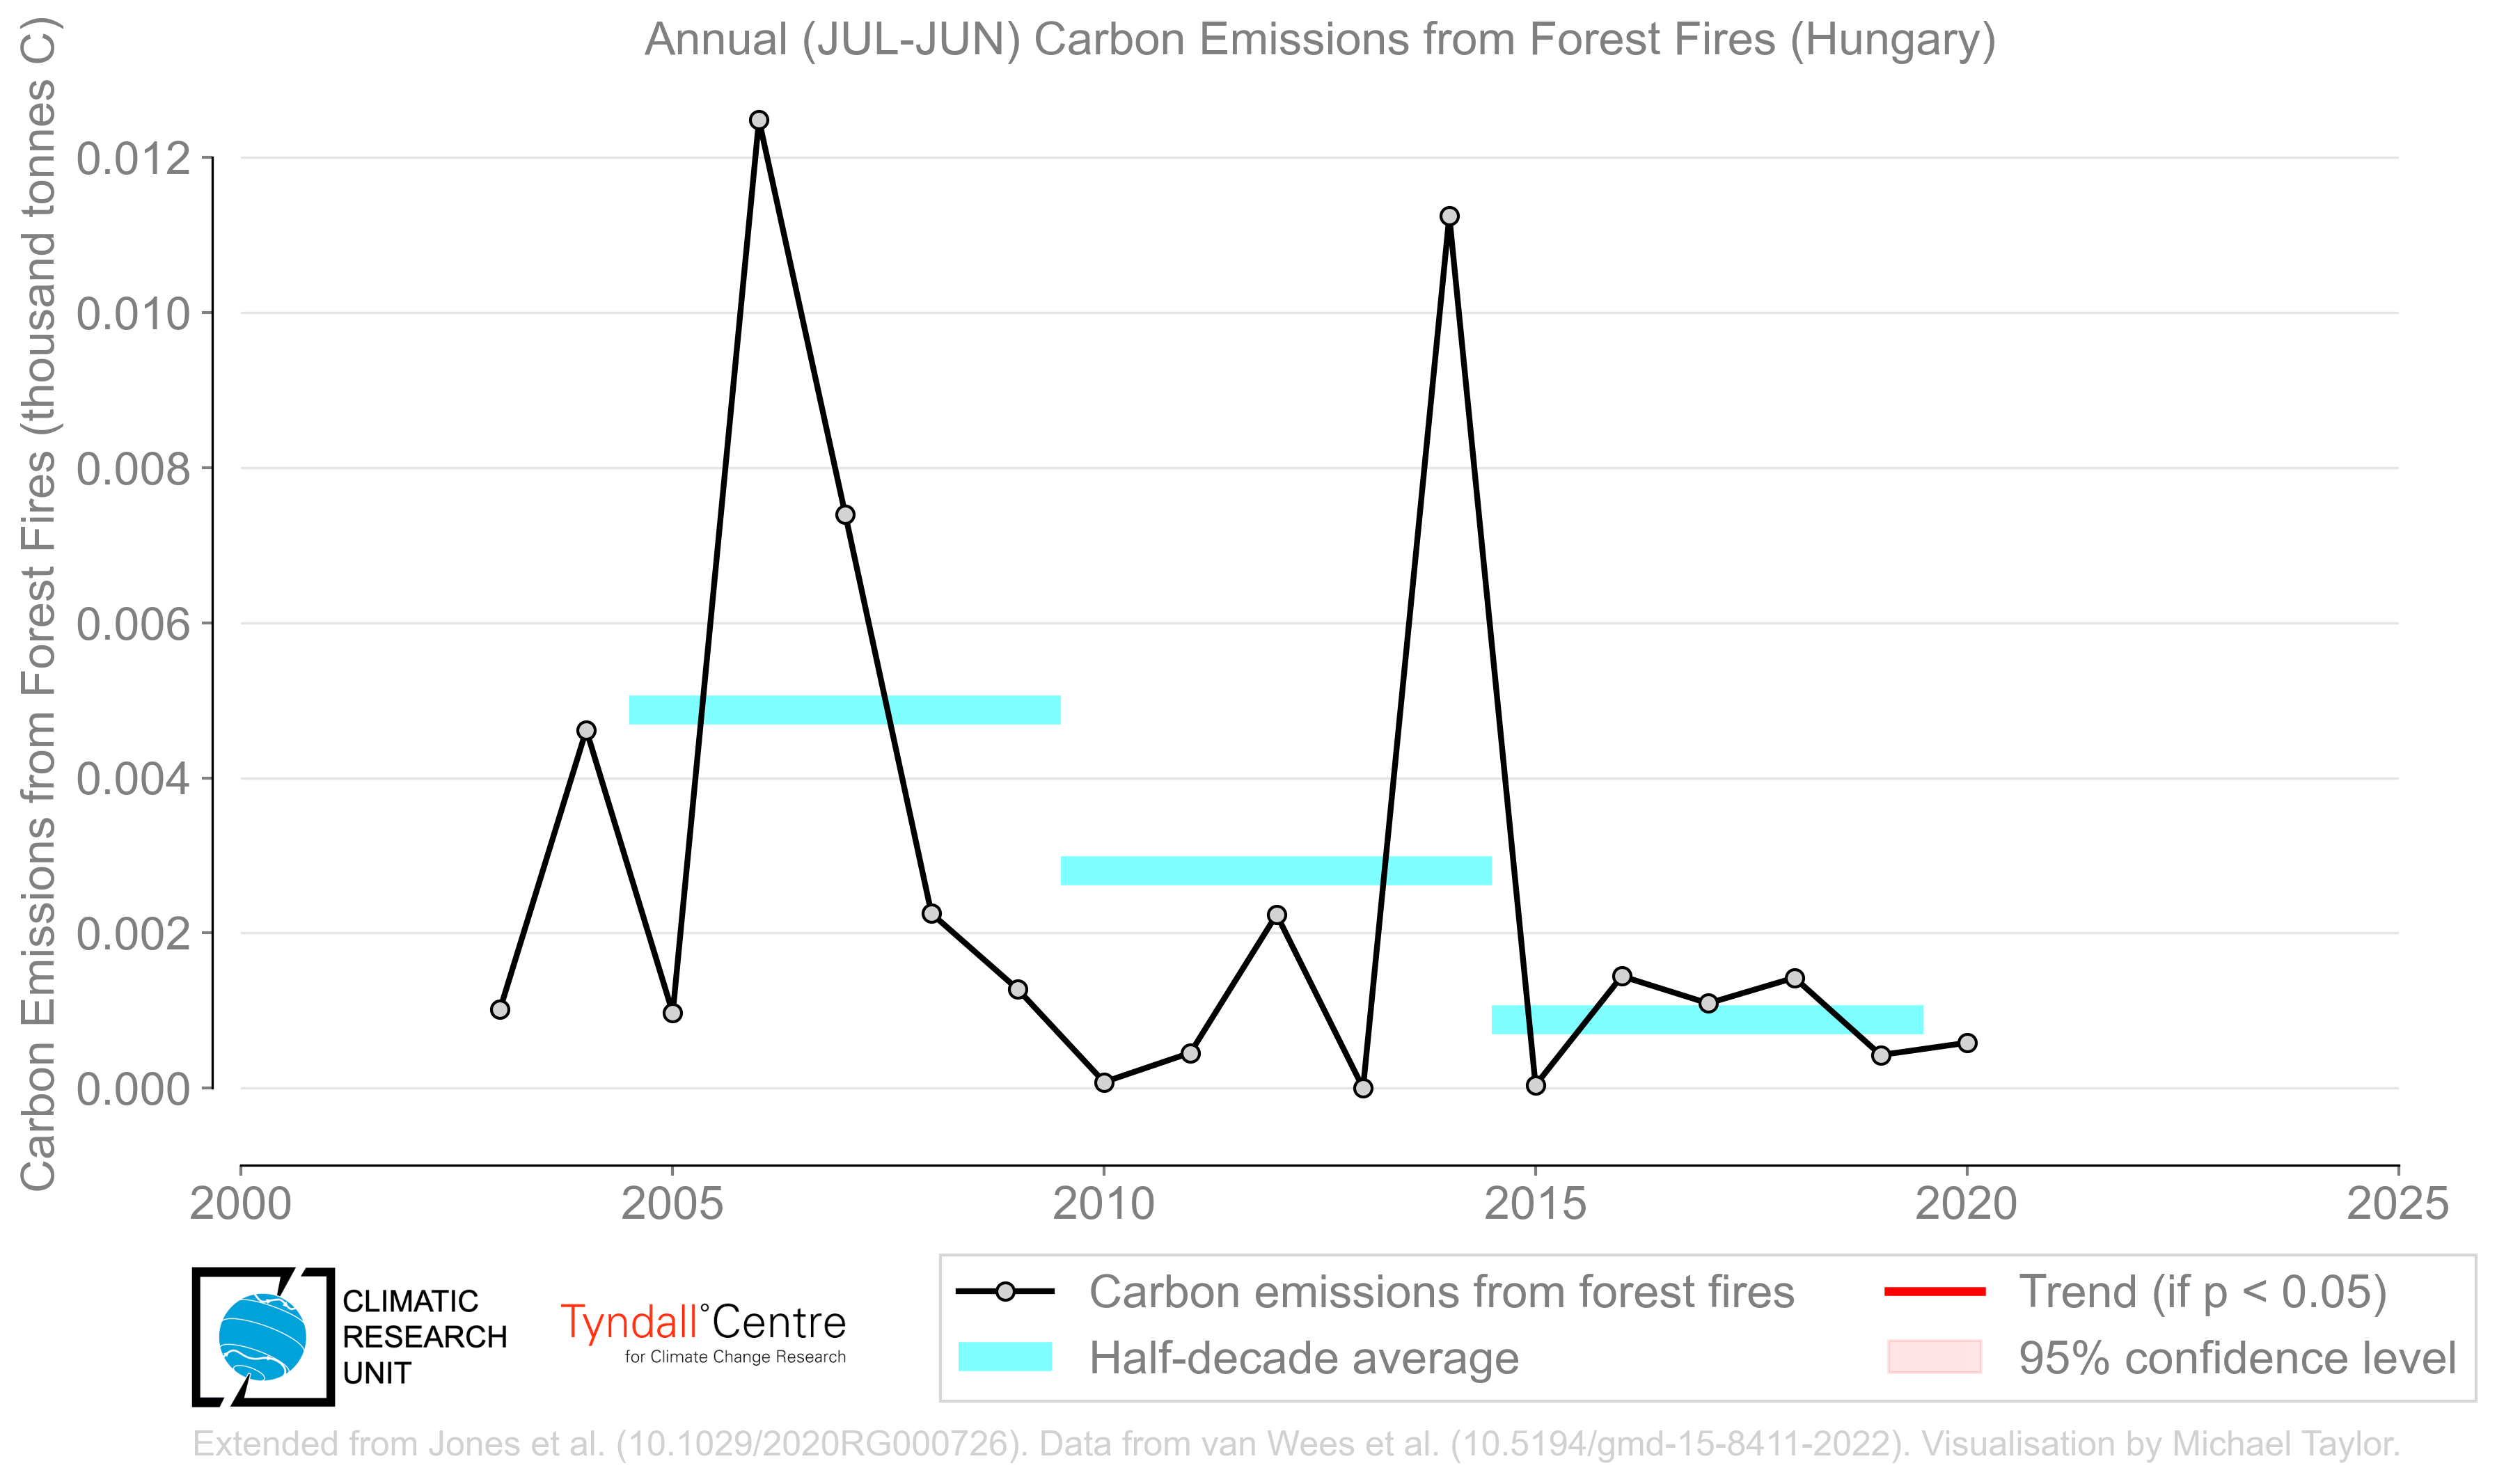 Annual (JUL-JUN) Carbon Emissions from Forest Fires (Hungary)
Carbon Emissions from Forest Fires (thousand tonnes C)
0.012
0.010
0.008
0.006
0.004
0.002
0.000
2000 2005 2010 2015 2020 2025
CLIMATIC
RESEARCH
UNIT
Tyndall°Centre
for Climate Change Research
Carbon emissions from forest fires
Half-decade average
Trend (if p < 0.05)
95% confidence level
Extended from Jones et al. (10.1029/2020RG000726). Data from van Wees et al. (10.5194/gmd-15-8411-2022). Visualisation by Michael Taylor.